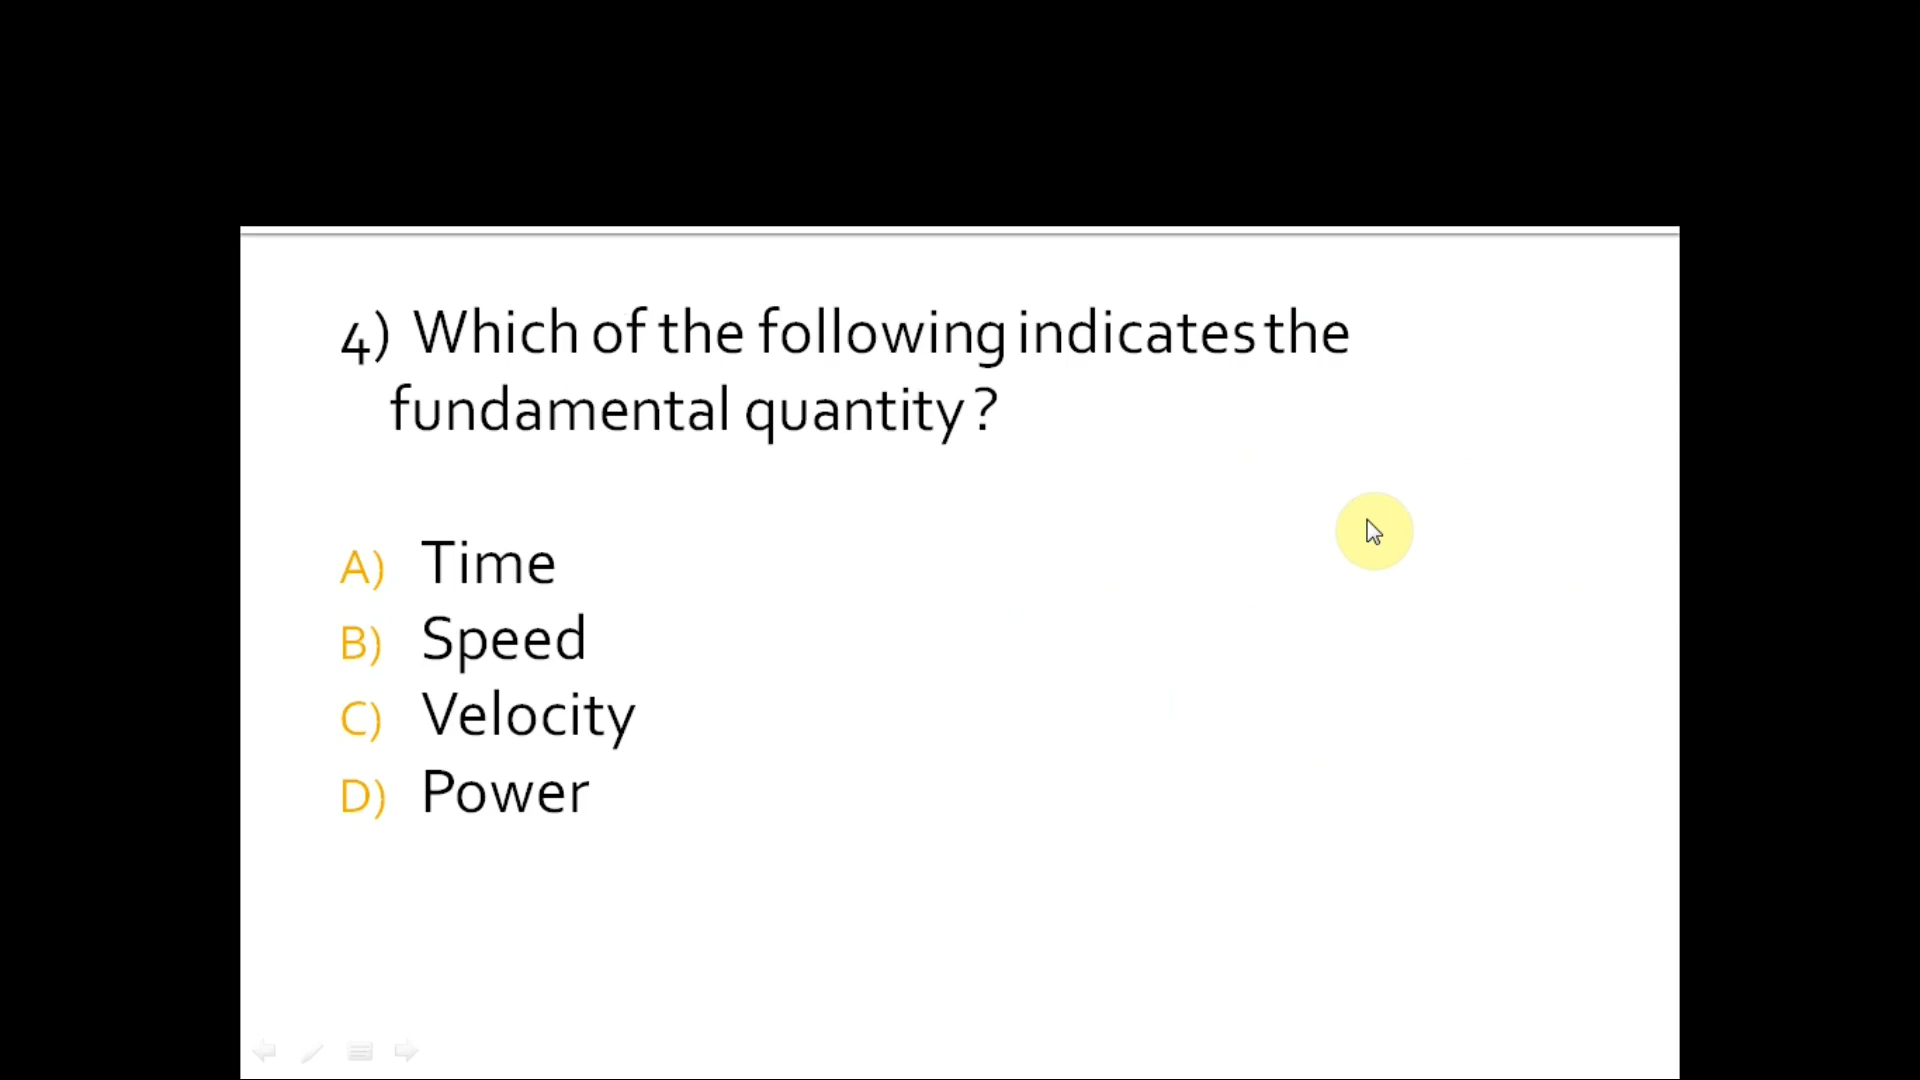 4) Which of the following indicates the
fundamental quantity?
A) Time
B) Speed
C) Velocity
D) Power